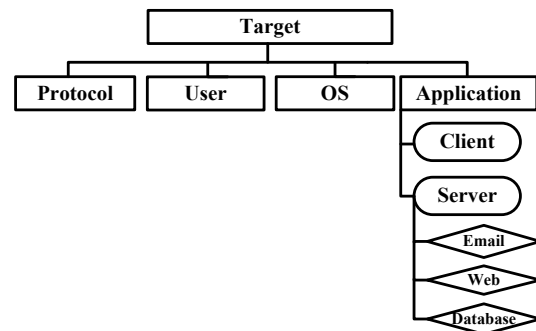 Target
Protocol User OS Application
Client
Server
Email
Web
Database